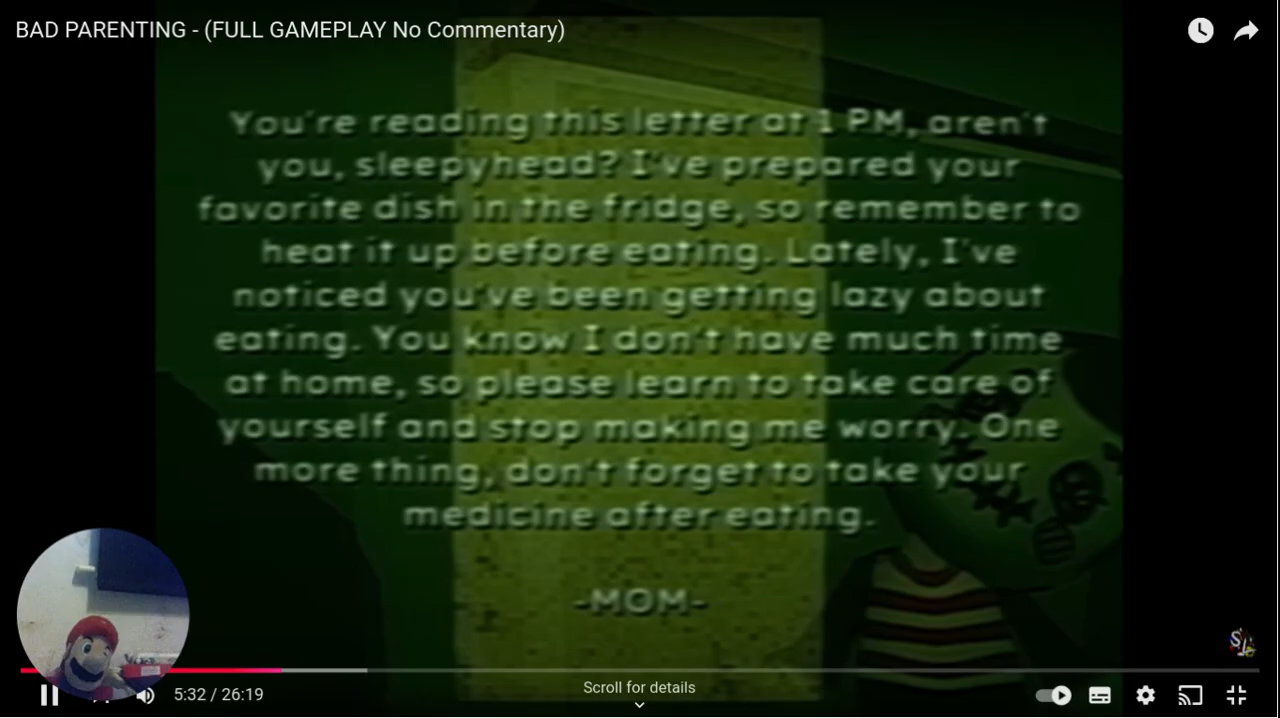 BAD PARENTING - (FULL GAMEPLAY No Commentary)
You're reading this letter at 1 PM, aren't
you, sleepyhead? I've prepared your
favorite dish in the fridge, so remember to
heat it up before eating. Lately, I've
noticed you've been getting lazy about
eating. You know I don't have much time
at home, so please learn to take care of
yourself and stop making me worry. One
more thing, don't forget to take your
medicine after eating.
-MOM-
5:32 / 26:19
Scroll for details